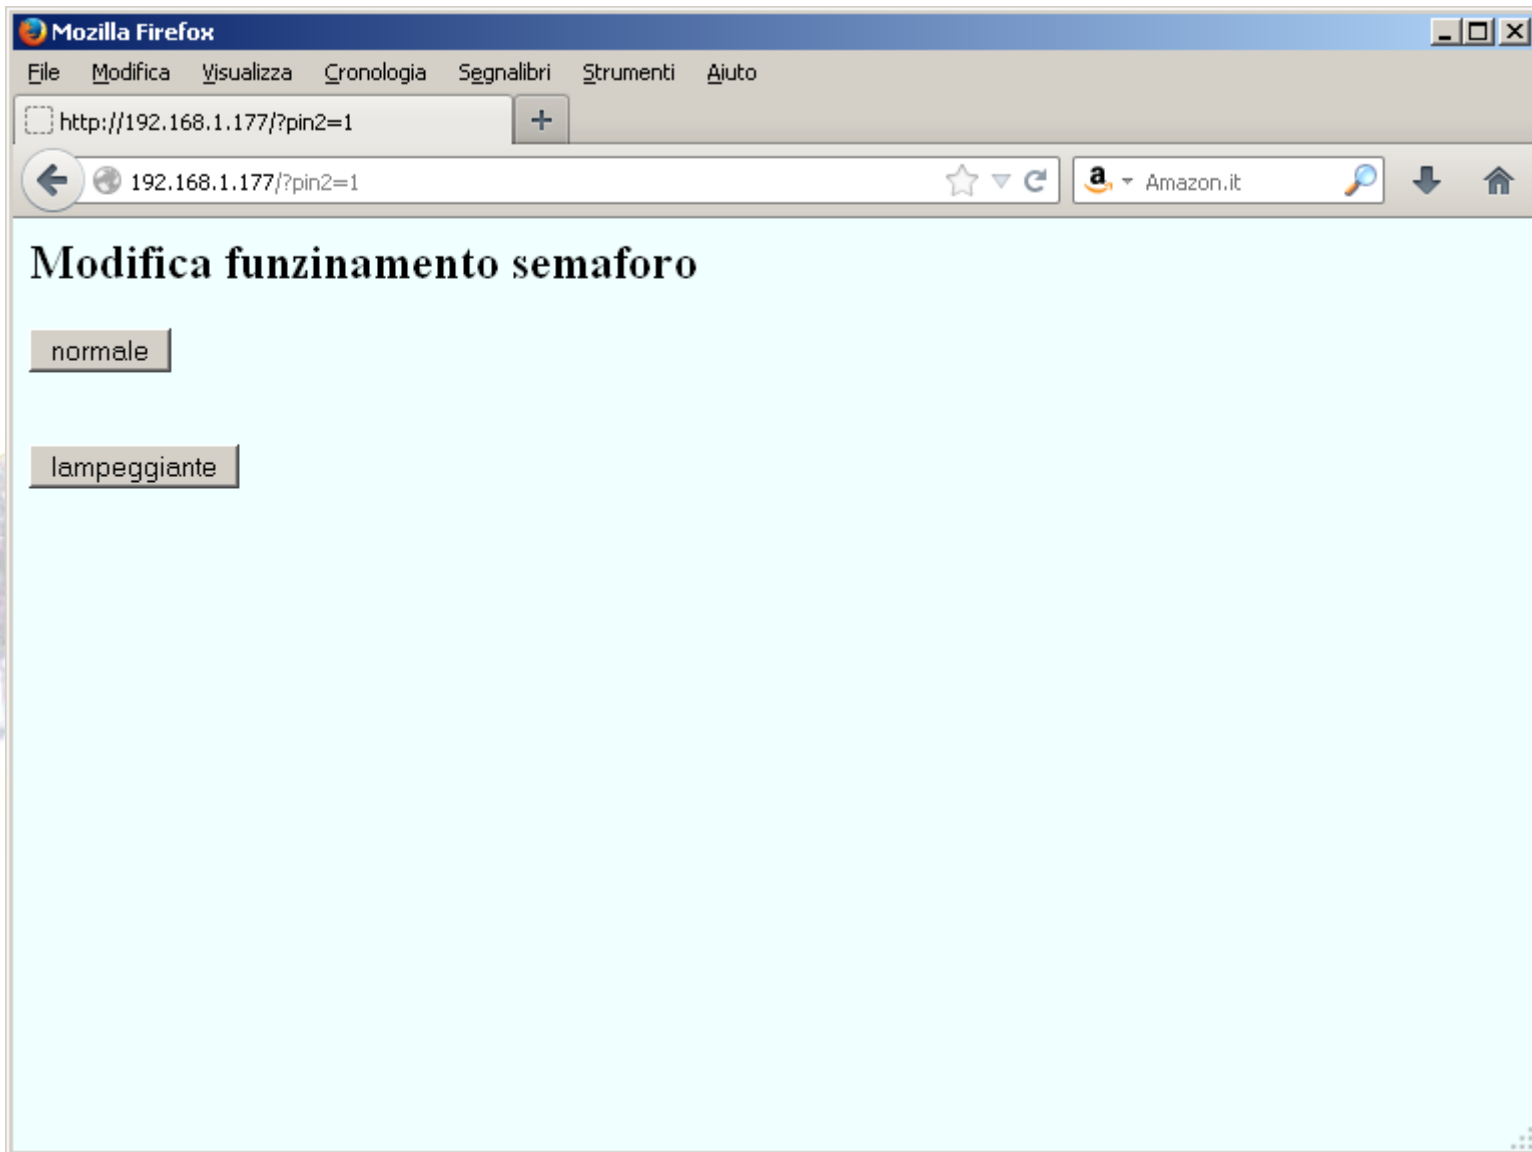 Mozilla Firefox
File Modifica Visualizza Cronologia Segnalibri Strumenti Aiuto
http://192.168.1.177/?pin2=1
192.168.1.177/?pin2=1
a Amazon.it
Modifica funzinamento semaforo
normale
lampeggiante